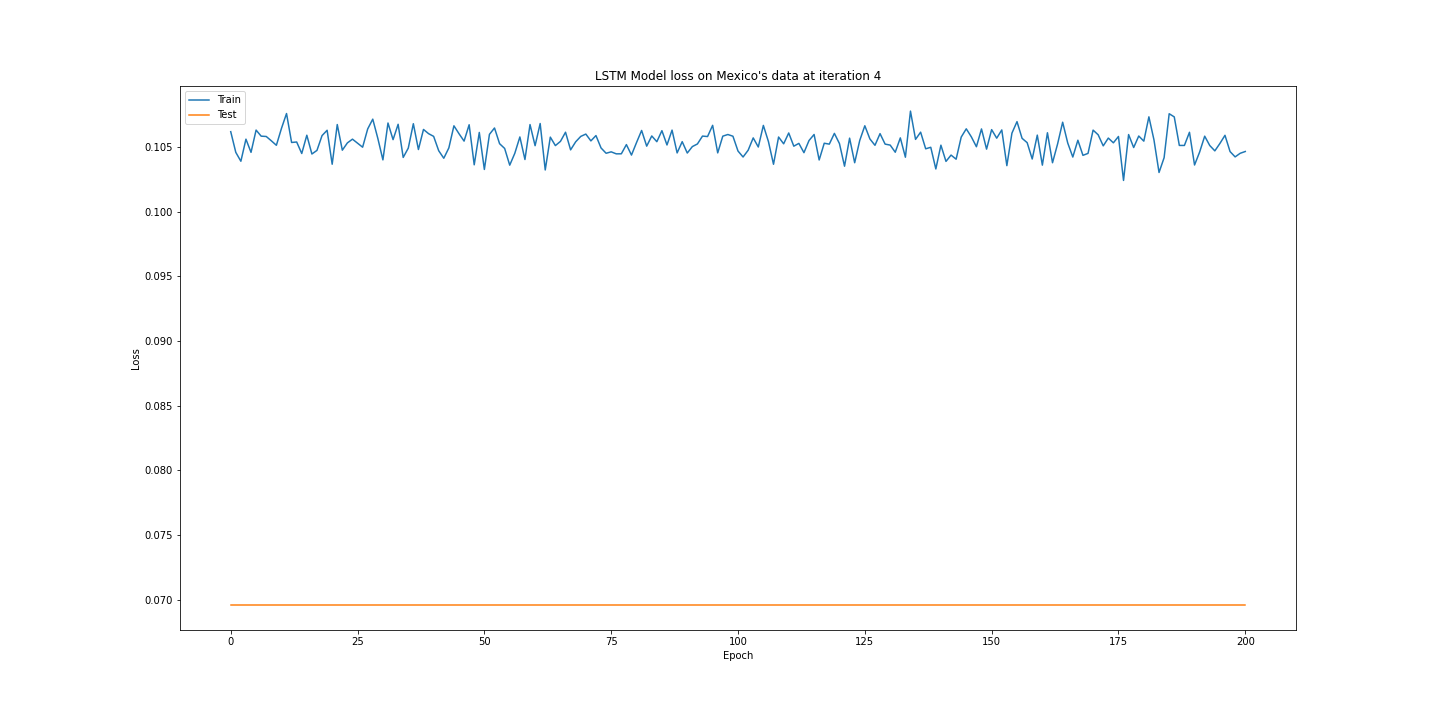 LSTM Model loss on Mexico's data at iteration 4
Train
Test
0.105
0.100
0.095
0.090
0.085
0.080
0.075
0.070
Loss
0 25 50 75 100 125 150 175 200
Epoch